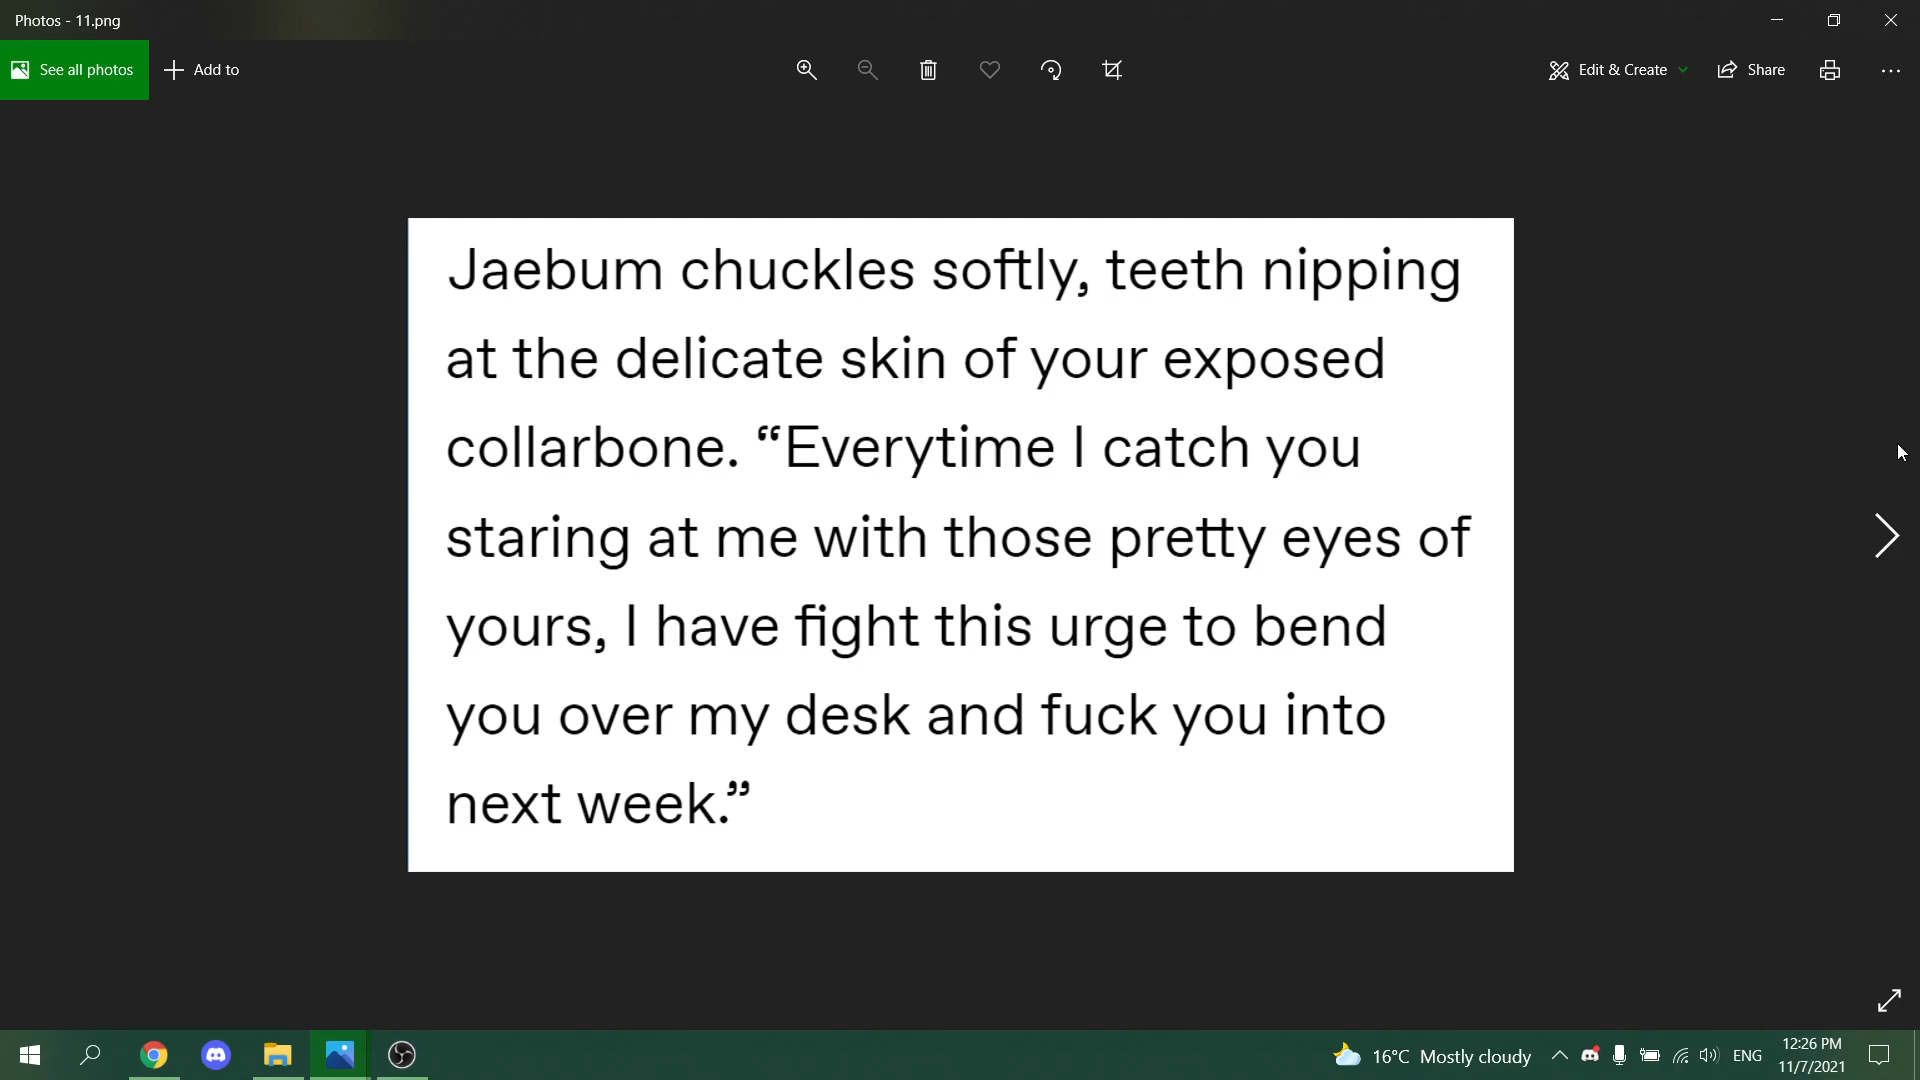 Photos - 11.png
See all photos
Add to
Edit & Create
Share
Jaebum chuckles softly, teeth nipping
at the delicate skin of your exposed
collarbone. “Everytime I catch you
staring at me with those pretty eyes of
yours, I have fight this urge to bend
you over my desk and fuck you into
next week.”
16°C Mostly cloudy
ENG
12:26 PM
11/7/2021